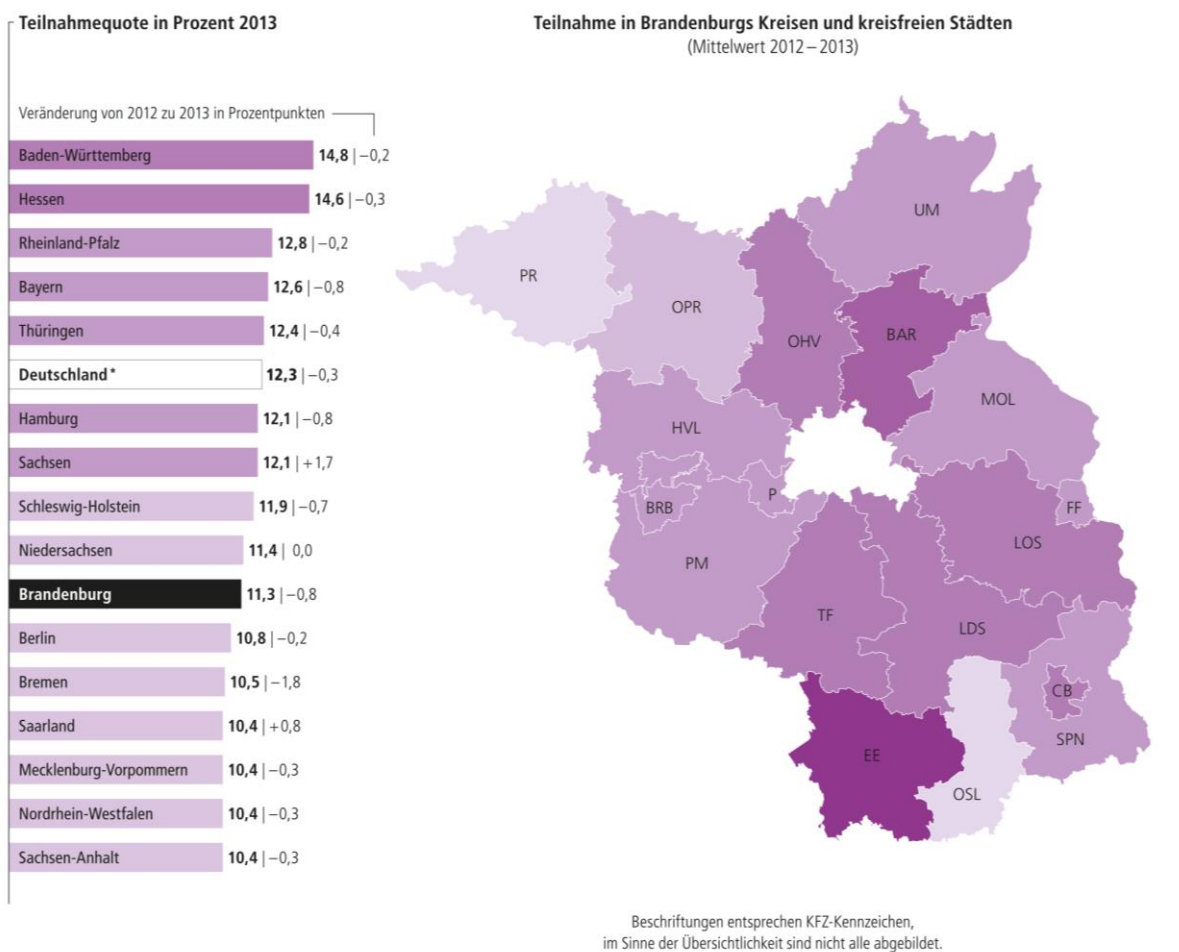 Teilnahmequote in Prozent 2013
Veränderung von 2012 zu 2013 in Prozentpunkten
Baden-Württemberg 14,8 | −0,2
Hessen 14,6 | −0,3
Rheinland-Pfalz 12,8 | −0,2
Bayern 12,6 | −0,8
Thüringen 12,4 | −0,4
Deutschland* 12,3 | −0,3
Hamburg 12,1 | −0,8
Sachsen 12,1 | +1,7
Schleswig-Holstein 11,9 | −0,7
Niedersachsen 11,4 | 0,0
Brandenburg 11,3 | −0,8
Berlin 10,8 | −0,2
Bremen 10,5 | −1,8
Saarland 10,4 | +0,8
Mecklenburg-Vorpommern 10,4 | −0,3
Nordrhein-Westfalen 10,4 | −0,3
Sachsen-Anhalt 10,4 | −0,3
Teilnahme in Brandenburgs Kreisen und kreisfreien Städten
(Mittelwert 2012 – 2013)
UM
PR
OPR
OHV
BAR
MOL
HVL
P
BRB
FF
LOS
PM
TF
LDS
CB
SPN
EE
OSL
Beschriftungen entsprechen KFZ-Kennzeichen,
im Sinne der Übersichtlichkeit sind nicht alle abgebildet.